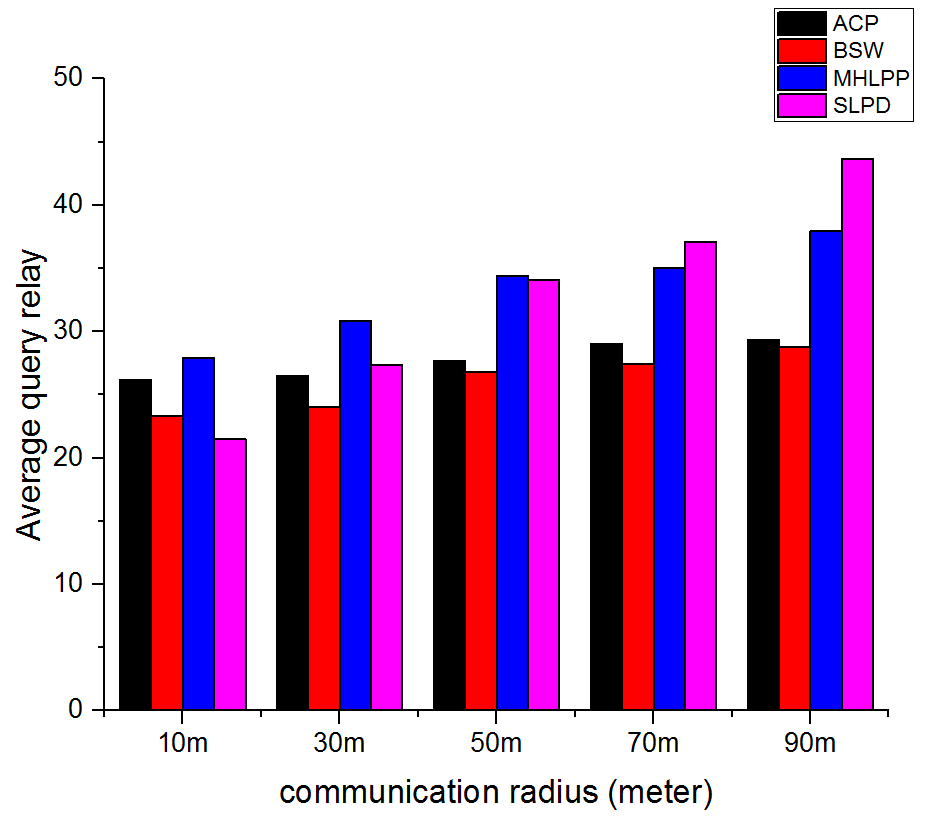 ACP
BSW
MHLPP
SLPD
50
40
30
20
10
0
Average query relay
10m 30m 50m 70m 90m
communication radius (meter)